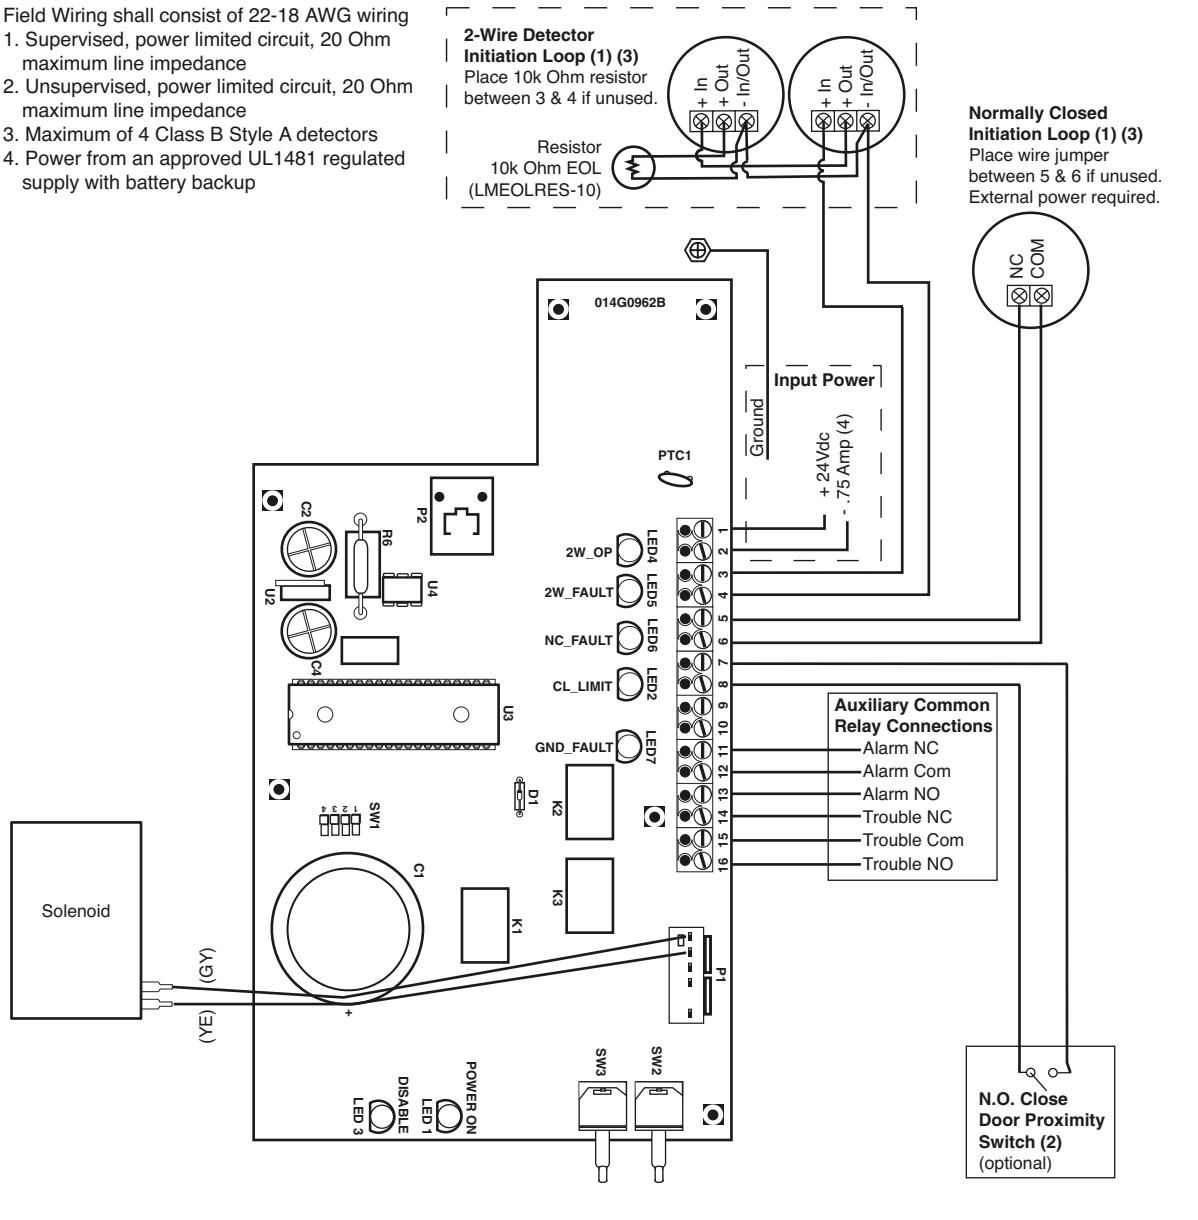 Field Wiring shall consist of 22-18 AWG wiring
1. Supervised, power limited circuit, 20 Ohm
maximum line impedance
2. Unsupervised, power limited circuit, 20 Ohm
maximum line impedance
3. Maximum of 4 Class B Style A detectors
4. Power from an approved UL1481 regulated
supply with battery backup
2-Wire Detector
Initiation Loop (1) (3)
Place 10k Ohm resistor
between 3 & 4 if unused.
+ In
+ Out
- In/Out
+ In
+ Out
- In/Out
Resistor
10k Ohm EOL
(LMEOLRES-10)
Normally Closed
Initiation Loop (1) (3)
Place wire jumper
between 5 & 6 if unused.
External power required.
NC
COM
014G0962B
Input Power
Ground
+ 24Vdc
- .75 Amp (4)
PTC1
C2
R6
P2
U2
U4
C4
U3
2W_OP
LED4
2W_FAULT
LED5
NC_FAULT
LED6
CL_LIMIT
LED2
GND_FAULT
LED7
1
2
3
4
5
6
7
8
9
10
11
12
13
14
15
16
Auxiliary Common
Relay Connections
Alarm NC
Alarm Com
Alarm NO
Trouble NC
Trouble Com
Trouble NO
D1
K2
4 3 2 1
SW1
C1
K3
K1
Solenoid
(GY)
(YE)
+
P1
SW3
SW2
DISABLE
LED 3
POWER ON
LED 1
N.O. Close
Door Proximity
Switch (2)
(optional)